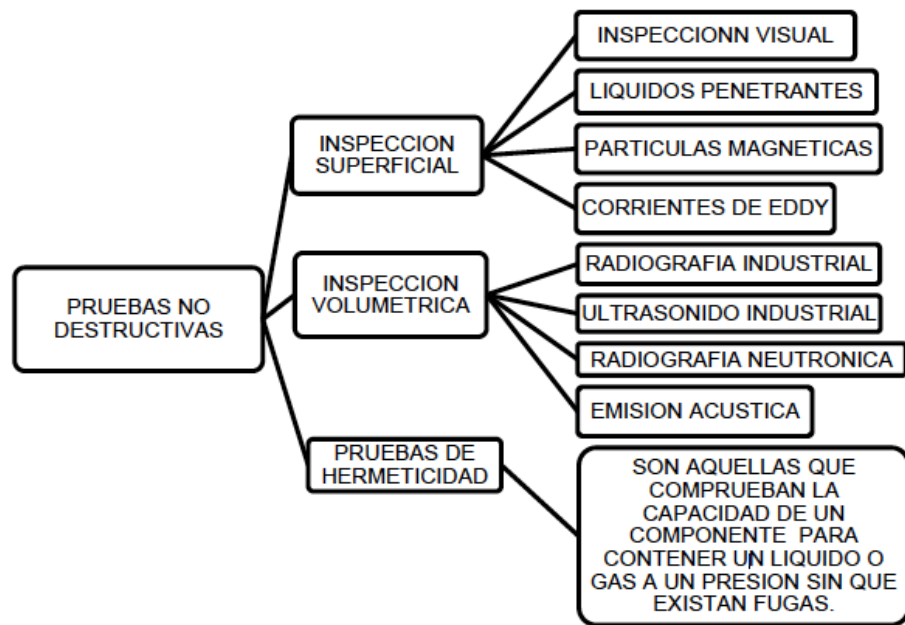 PRUEBAS NO
DESTRUCTIVAS
INSPECCION
SUPERFICIAL
INSPECCIONN VISUAL
LIQUIDOS PENETRANTES
PARTICULAS MAGNETICAS
CORRIENTES DE EDDY
INSPECCION
VOLUMETRICA
RADIOGRAFIA INDUSTRIAL
ULTRASONIDO INDUSTRIAL
RADIOGRAFIA NEUTRONICA
EMISION ACUSTICA
PRUEBAS DE
HERMETICIDAD
SON AQUELLAS QUE
COMPRUEBAN LA
CAPACIDAD DE UN
COMPONENTE PARA
CONTENER UN LIQUIDO O
GAS A UN PRESION SIN QUE
EXISTAN FUGAS.